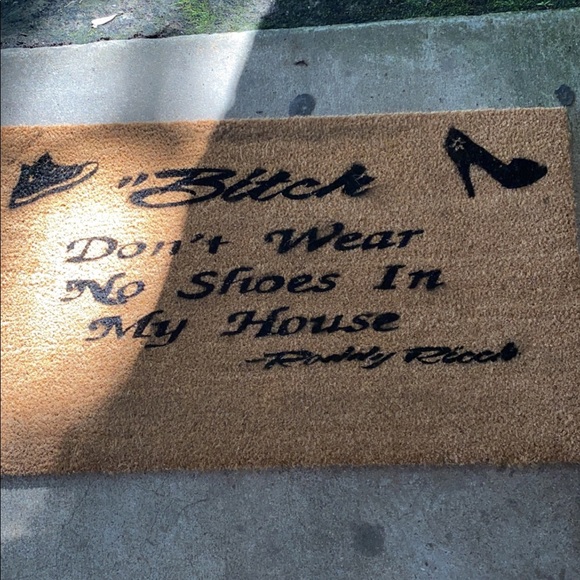 "Bitch
Don't Wear
No Shoes In
My House
-Roddy Ricch